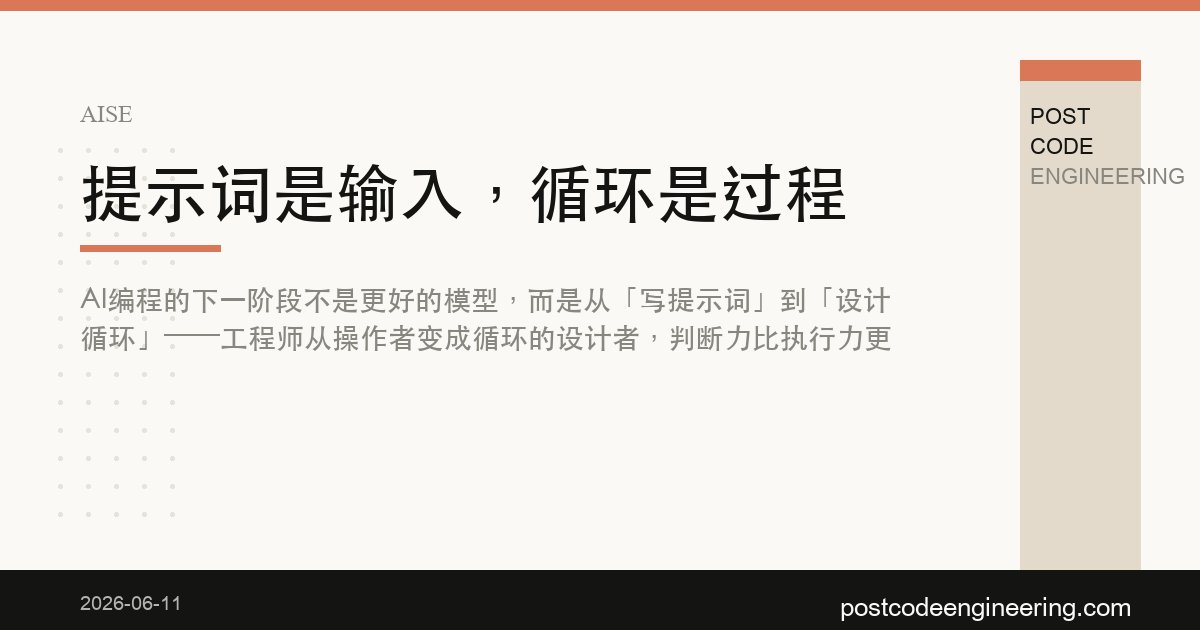 AISE
提示词是输入，循环是过程
AI编程的下一阶段不是更好的模型，而是从「写提示词」到「设计
循环」——工程师从操作者变成循环的设计者，判断力比执行力更
POST
CODE
ENGINEERING
2026-06-11
postcodeengineering.com